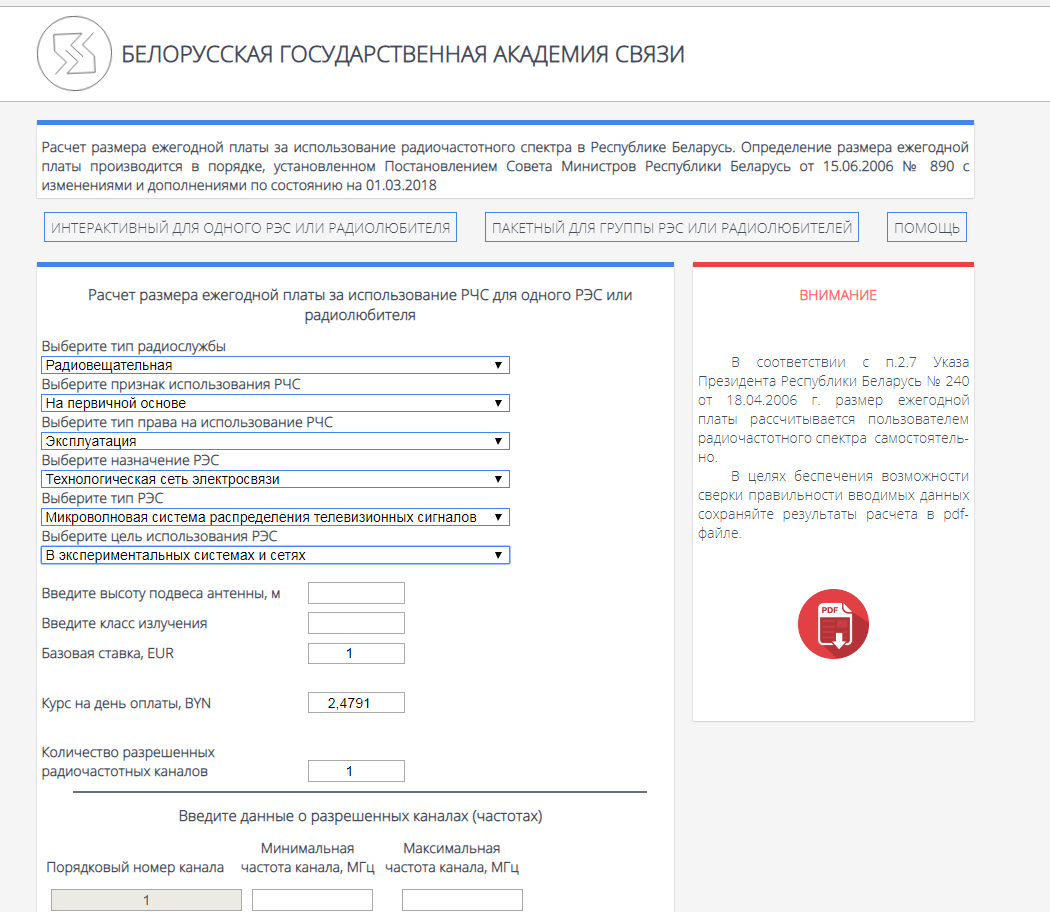 БЕЛОРУССКАЯ ГОСУДАРСТВЕННАЯ АКАДЕМИЯ СВЯЗИ
Расчет размера ежегодной платы за использование радиочастотного спектра в Республике Беларусь. Определение размера ежегодной
платы производится в порядке, установленном Постановлением Совета Министров Республики Беларусь от 15.06.2006 № 890 с
изменениями и дополнениями по состоянию на 01.03.2018
ИНТЕРАКТИВНЫЙ ДЛЯ ОДНОГО РЭС ИЛИ РАДИОЛЮБИТЕЛЯ
ПАКЕТНЫЙ ДЛЯ ГРУППЫ РЭС ИЛИ РАДИОЛЮБИТЕЛЕЙ
ПОМОЩЬ
Расчет размера ежегодной платы за использование РЧС для одного РЭС или
радиолюбителя
Выберите тип радиослужбы
Радиовещательная
Выберите признак использования РЧС
На первичной основе
Выберите тип права на использование РЧС
Эксплуатация
Выберите назначение РЭС
Технологическая сеть электросвязи
Выберите тип РЭС
Микроволновая система распределения телевизионных сигналов
Выберите цель использования РЭС
В экспериментальных системах и сетях
Введите высоту подвеса антенны, м
Введите класс излучения
Базовая ставка, EUR
1
Курс на день оплаты, BYN
2,4791
Количество разрешенных
радиочастотных каналов
1
Введите данные о разрешенных каналах (частотах)
Порядковый номер канала
Минимальная
частота канала, МГц
Максимальная
частота канала, МГц
1
ВНИМАНИЕ
В соответствии с п.2.7 Указа
Президента Республики Беларусь № 240
от 18.04.2006 г. размер ежегодной
платы рассчитывается пользователем
радиочастотного спектра самостоятель-
но.
В целях беспечения возможности
сверки правильности вводимых данных
сохраняйте результаты расчета в pdf-
файле.
PDF